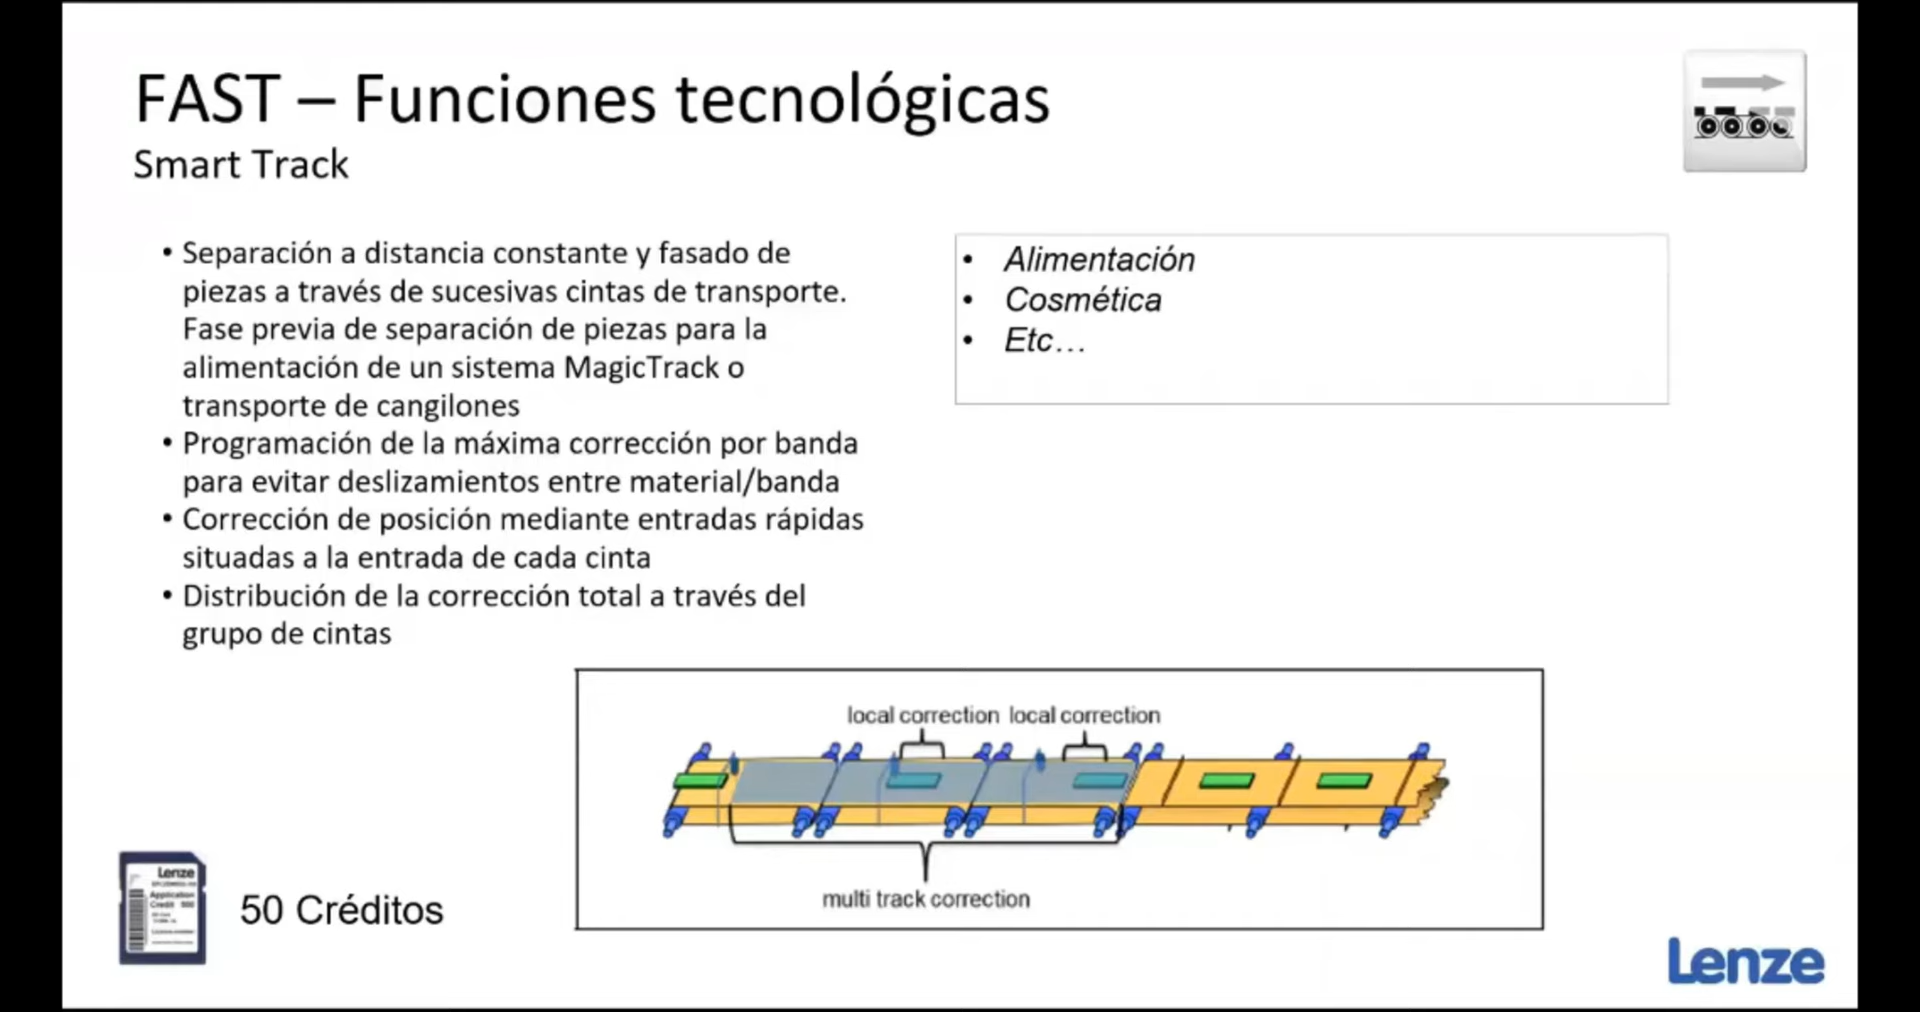 FAST – Funciones tecnológicas
Smart Track
• Separación a distancia constante y fasado de
piezas a través de sucesivas cintas de transporte.
Fase previa de separación de piezas para la
alimentación de un sistema MagicTrack o
transporte de cangilones
• Programación de la máxima corrección por banda
para evitar deslizamientos entre material/banda
• Corrección de posición mediante entradas rápidas
situadas a la entrada de cada cinta
• Distribución de la corrección total a través del
grupo de cintas
• Alimentación
• Cosmética
• Etc...
local correction local correction
multi track correction
Lenze
Application
Credit 500
50 Créditos
Lenze